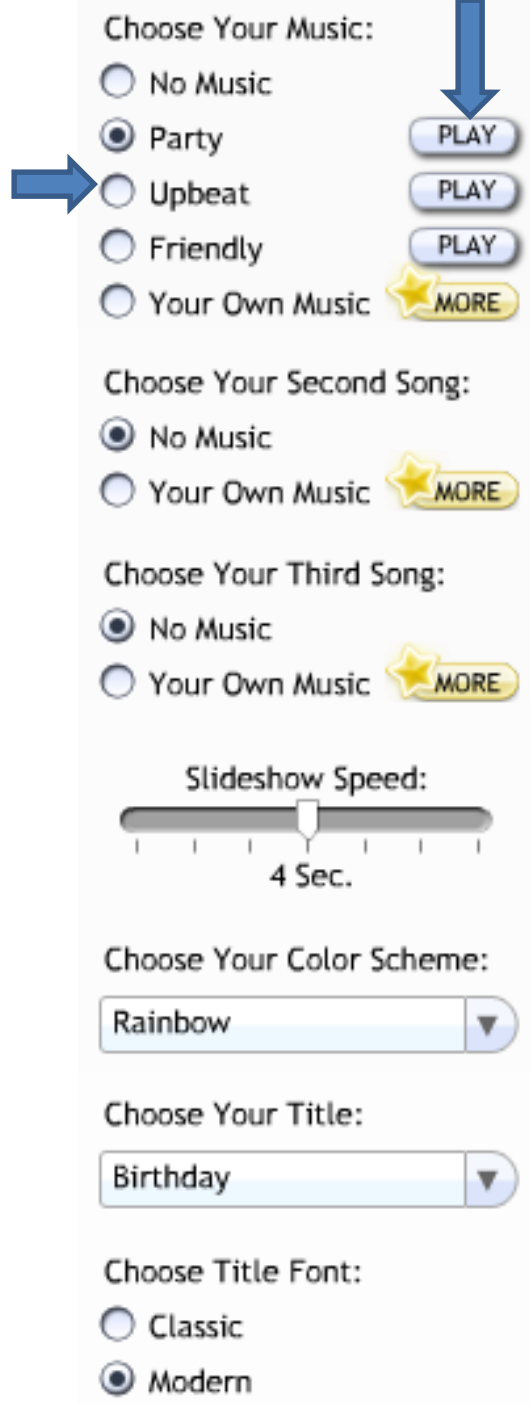 Choose Your Music:
No Music
Party PLAY
Upbeat PLAY
Friendly PLAY
Your Own Music MORE
Choose Your Second Song:
No Music
Your Own Music MORE
Choose Your Third Song:
No Music
Your Own Music MORE
Slideshow Speed:
4 Sec.
Choose Your Color Scheme:
Rainbow
Choose Your Title:
Birthday
Choose Title Font:
Classic
Modern